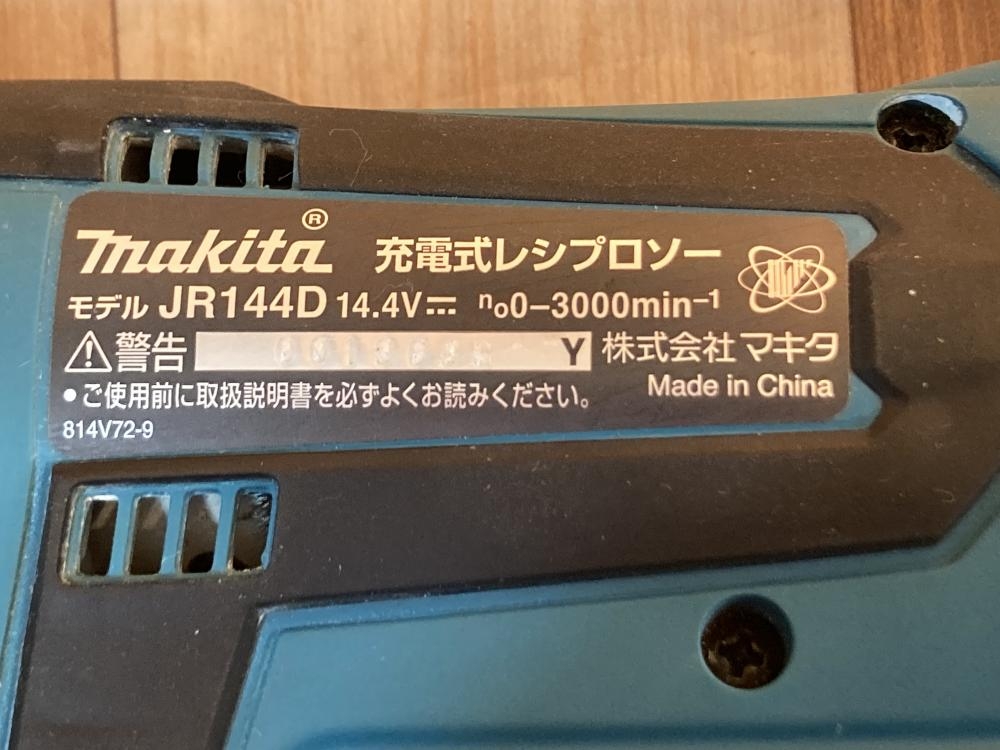 makita® 充電式レシプロソー
モデル JR144D 14.4V⎓ n₀0−3000min⁻¹
⚠警告 Y 株式会社マキタ
●ご使用前に取扱説明書を必ずよくお読みください。 Made in China
814V72-9